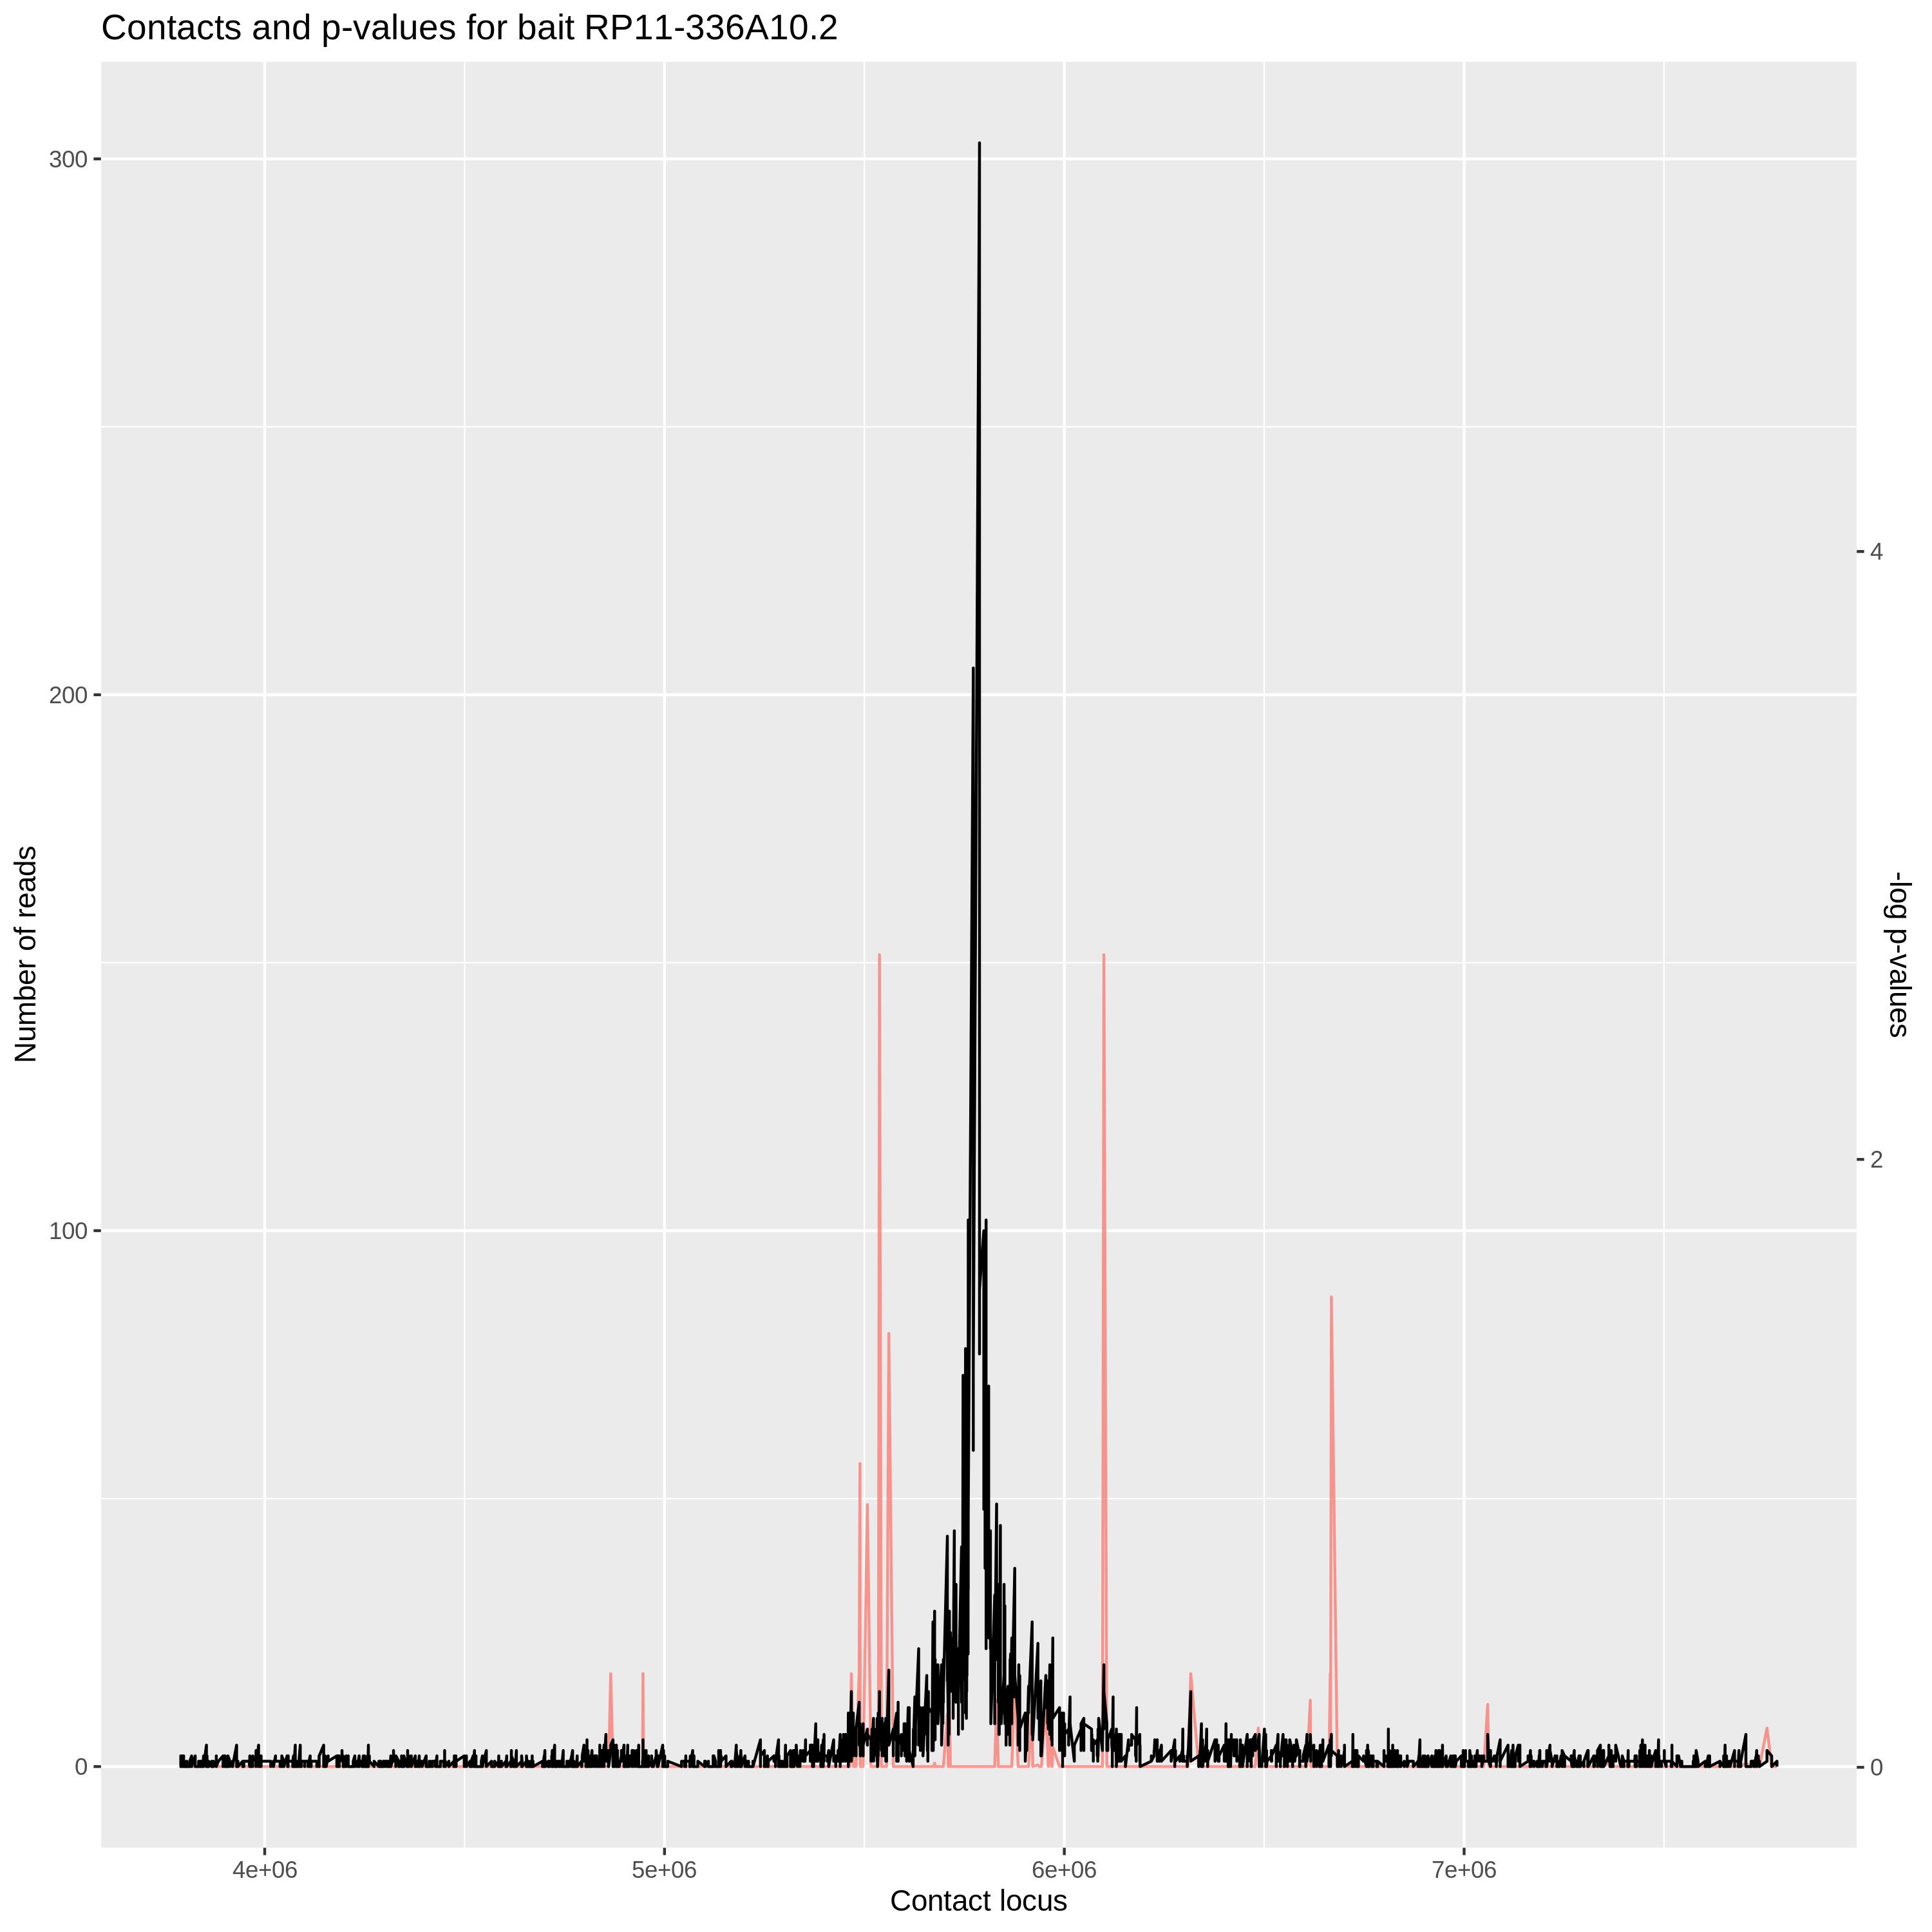 Contacts and p-values for bait RP11-336A10.2
300
200
100
0
Number of reads
4
2
0
-log p-values
4e+06
5e+06
6e+06
7e+06
Contact locus